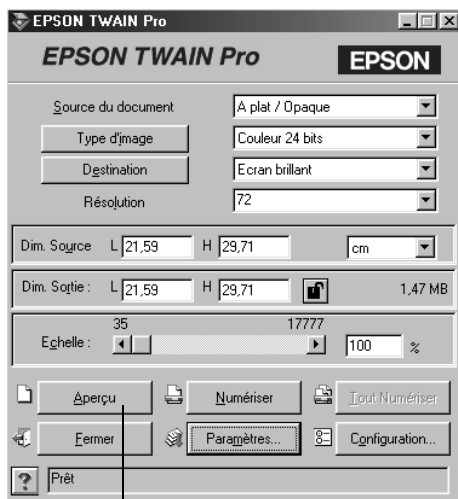 EPSON TWAIN Pro
EPSON TWAIN Pro EPSON
Source du document A plat / Opaque
Type d'image Couleur 24 bits
Destination Ecran brillant
Résolution 72
Dim. Source L 21,59 H 29,71 cm
Dim. Sortie : L 21,59 H 29,71 1,47 MB
35 17777
Echelle : 100 %
Aperçu Numériser Tout Numériser
Fermer Paramètres... Configuration...
? Prêt